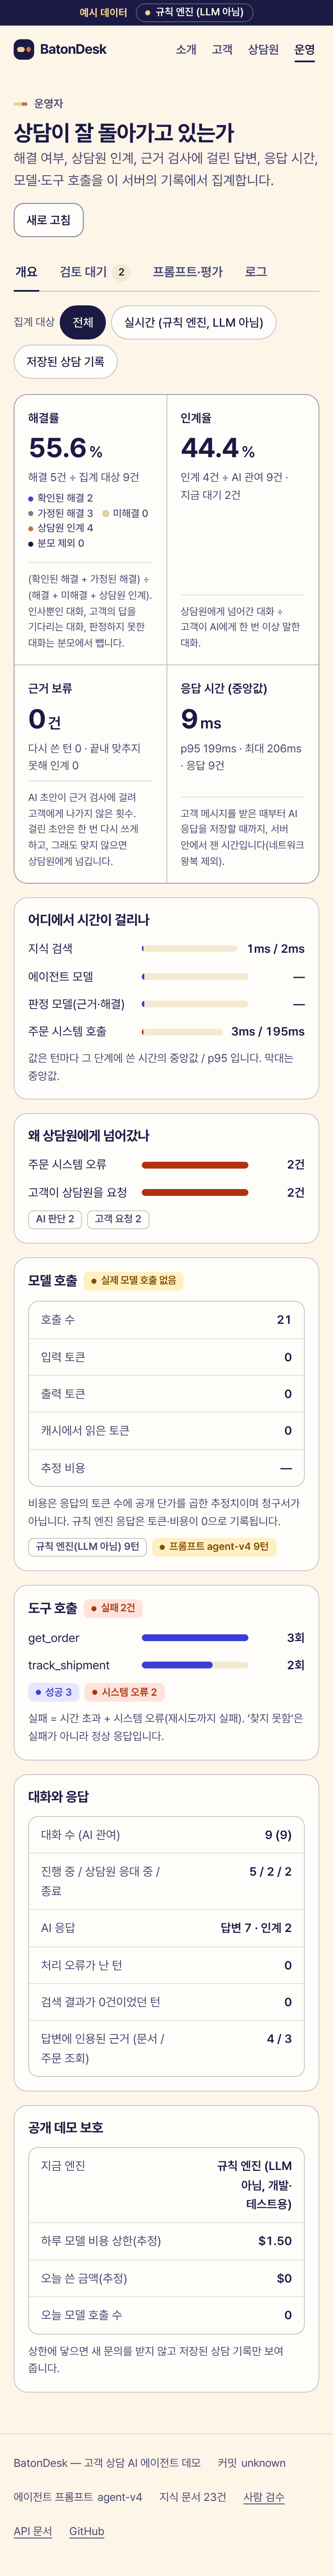 예시 데이터 규칙 엔진 (LLM 아님)
BatonDesk 소개 고객 상담원 운영
운영자
상담이 잘 돌아가고 있는가
해결 여부, 상담원 인계, 근거 검사에 걸린 답변, 응답 시간,
모델·도구 호출을 이 서버의 기록에서 집계합니다.
새로 고침
개요 검토 대기 2 프롬프트·평가 로그
집계 대상 전체 실시간 (규칙 엔진, LLM 아님)
저장된 상담 기록
해결률
55.6%
해결 5건 ÷ 집계 대상 9건
확인된 해결 2
가정된 해결 3 미해결 0
상담원 인계 4
분모 제외 0
(확인된 해결 + 가정된 해결) ÷
(해결 + 미해결 + 상담원 인계).
인사뿐인 대화, 고객의 답을
기다리는 대화, 판정하지 못한
대화는 분모에서 뺍니다.
인계율
44.4%
인계 4건 ÷ AI 관여 9건 ·
지금 대기 2건
상담원에게 넘어간 대화 ÷
고객이 AI에게 한 번 이상 말한
대화.
근거 보류
0건
다시 쓴 턴 0 · 끝내 맞추지
못해 인계 0
AI 초안이 근거 검사에 걸려
고객에게 나가지 않은 횟수.
걸린 초안은 한 번 다시 쓰게
하고, 그래도 맞지 않으면
상담원에게 넘깁니다.
응답 시간 (중앙값)
9ms
p95 199ms · 최대 206ms
· 응답 9건
고객 메시지를 받은 때부터 AI
응답을 저장할 때까지, 서버
안에서 잰 시간입니다(네트워크
왕복 제외).
어디에서 시간이 걸리나
지식 검색 1ms / 2ms
에이전트 모델 —
판정 모델(근거·해결) —
주문 시스템 호출 3ms / 195ms
값은 턴마다 그 단계에 쓴 시간의 중앙값 / p95 입니다. 막대는
중앙값.
왜 상담원에게 넘어갔나
주문 시스템 오류 2건
고객이 상담원을 요청 2건
AI 판단 2 고객 요청 2
모델 호출 실제 모델 호출 없음
호출 수 21
입력 토큰 0
출력 토큰 0
캐시에서 읽은 토큰 0
추정 비용 —
비용은 응답의 토큰 수에 공개 단가를 곱한 추정치이며 청구서가
아닙니다. 규칙 엔진 응답은 토큰·비용이 0으로 기록됩니다.
규칙 엔진(LLM 아님) 9턴 프롬프트 agent-v4 9턴
도구 호출 실패 2건
get_order 3회
track_shipment 2회
성공 3 시스템 오류 2
실패 = 시간 초과 + 시스템 오류(재시도까지 실패). ‘찾지 못함’은
실패가 아니라 정상 응답입니다.
대화와 응답
대화 수 (AI 관여) 9 (9)
진행 중 / 상담원 응대 중 / 5 / 2 / 2
종료
AI 응답 답변 7 · 인계 2
처리 오류가 난 턴 0
검색 결과가 0건이었던 턴 0
답변에 인용된 근거 (문서 / 4 / 3
주문 조회)
공개 데모 보호
지금 엔진 규칙 엔진 (LLM
아님, 개발·
테스트용)
하루 모델 비용 상한(추정) $1.50
오늘 쓴 금액(추정) $0
오늘 모델 호출 수 0
상한에 닿으면 새 문의를 받지 않고 저장된 상담 기록만 보여
줍니다.
BatonDesk — 고객 상담 AI 에이전트 데모 커밋 unknown
에이전트 프롬프트 agent-v4 지식 문서 23건 사람 검수
API 문서 GitHub